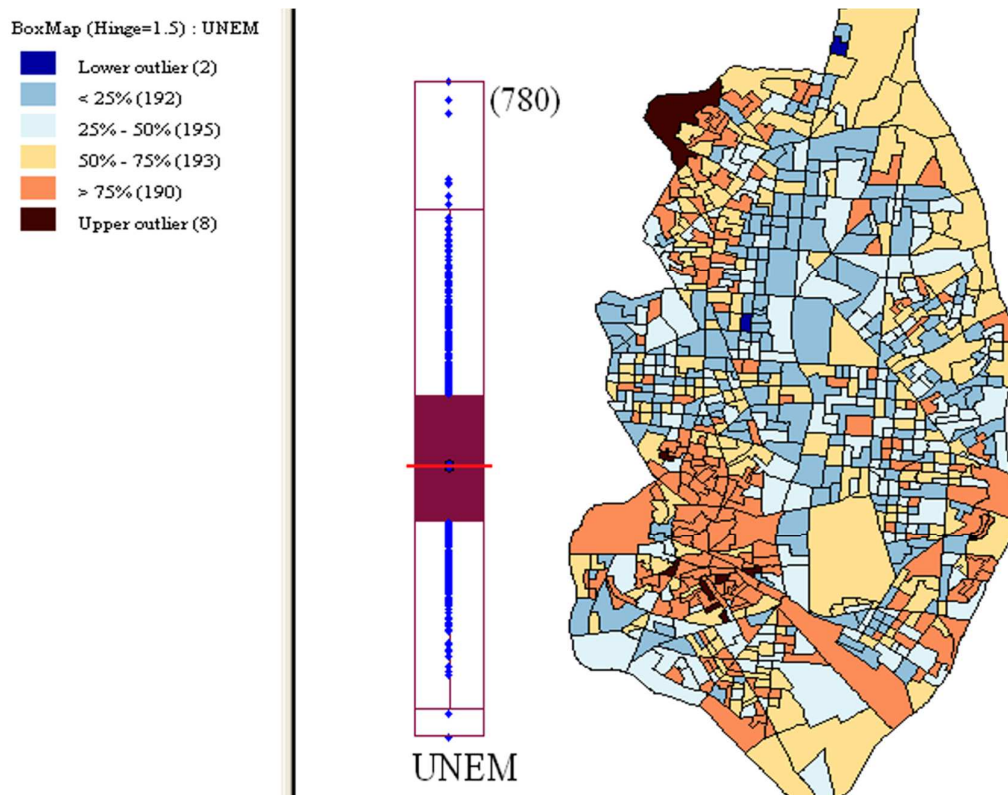 BoxMap (Hinge=1.5) : UNEM
Lower outlier (2)
< 25% (192)
25% - 50% (195)
50% - 75% (193)
> 75% (190)
Upper outlier (8)
(780)
UNEM